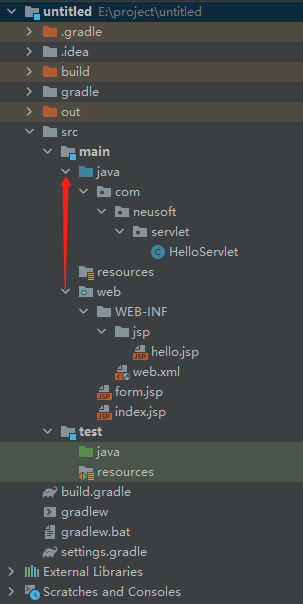 untitled E:\project\untitled
.gradle
.idea
build
gradle
out
src
main
java
com
neusoft
servlet
HelloServlet
resources
web
WEB-INF
jsp
hello.jsp
web.xml
form.jsp
index.jsp
test
java
resources
build.gradle
gradlew
gradlew.bat
settings.gradle
External Libraries
Scratches and Consoles